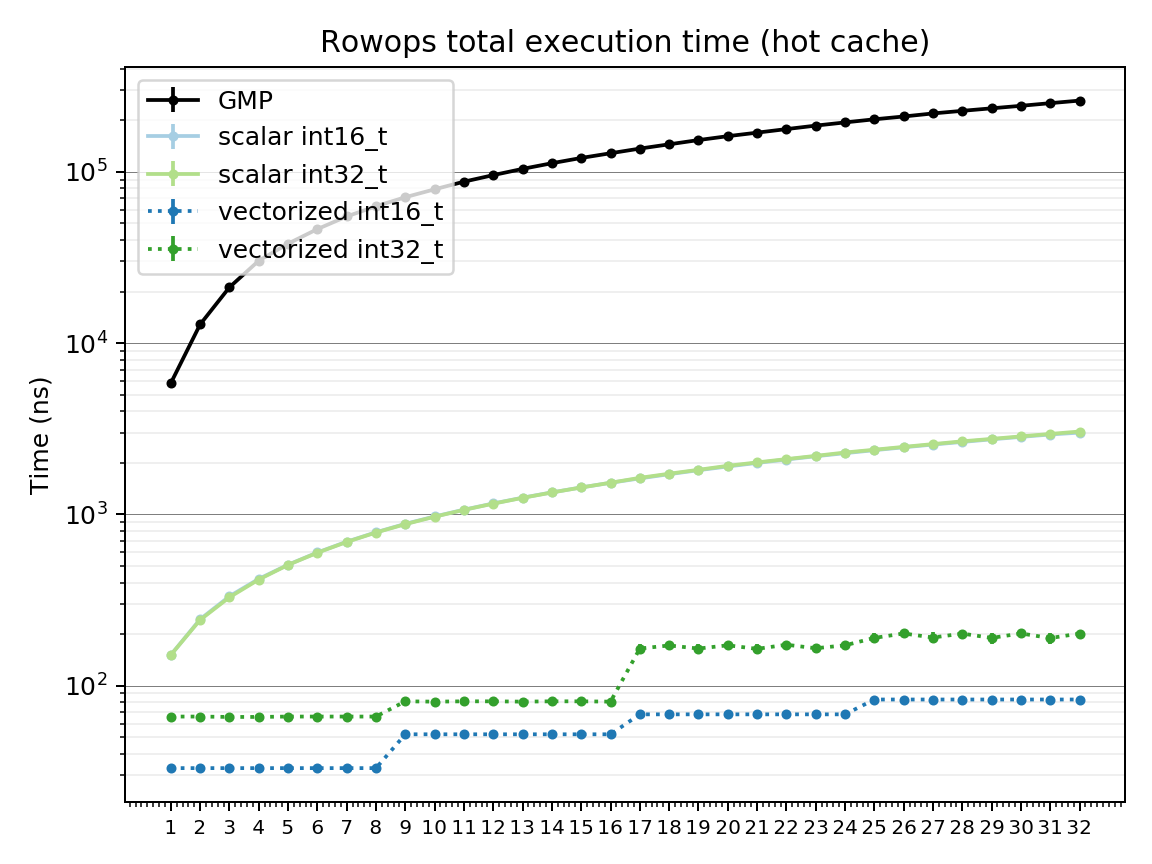 Rowops total execution time (hot cache)
GMP
scalar int16_t
scalar int32_t
vectorized int16_t
vectorized int32_t
Time (ns)
10^5
10^4
10^3
10^2
1 2 3 4 5 6 7 8 9 10 11 12 13 14 15 16 17 18 19 20 21 22 23 24 25 26 27 28 29 30 31 32